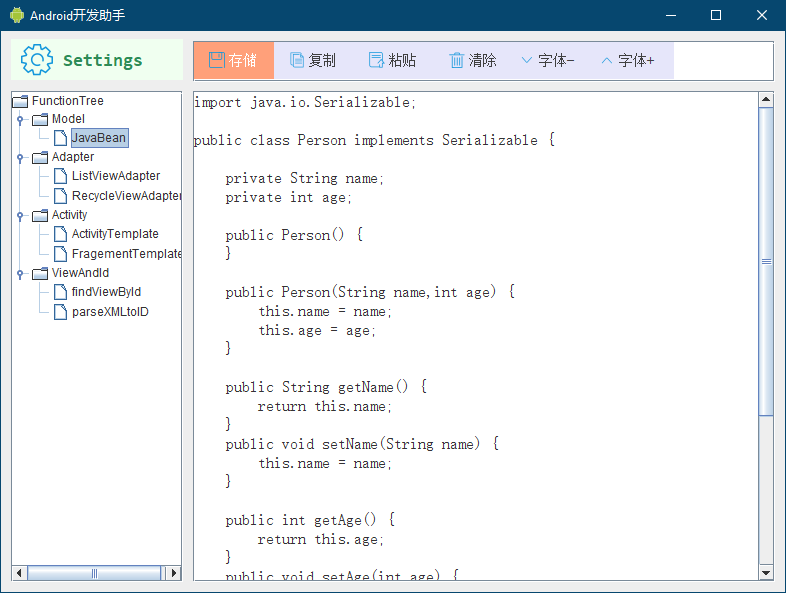 Android开发助手
Settings
存储 复制 粘贴 清除 字体- 字体+
FunctionTree
Model
JavaBean
Adapter
ListViewAdapter
RecycleViewAdapter
Activity
ActivityTemplate
FragementTemplate
ViewAndId
findViewById
parseXMLtoID
import java.io.Serializable;
public class Person implements Serializable {
private String name;
private int age;
public Person() {
}
public Person(String name,int age) {
this.name = name;
this.age = age;
}
public String getName() {
return this.name;
}
public void setName(String name) {
this.name = name;
}
public int getAge() {
return this.age;
}
public void setAge(int age) {